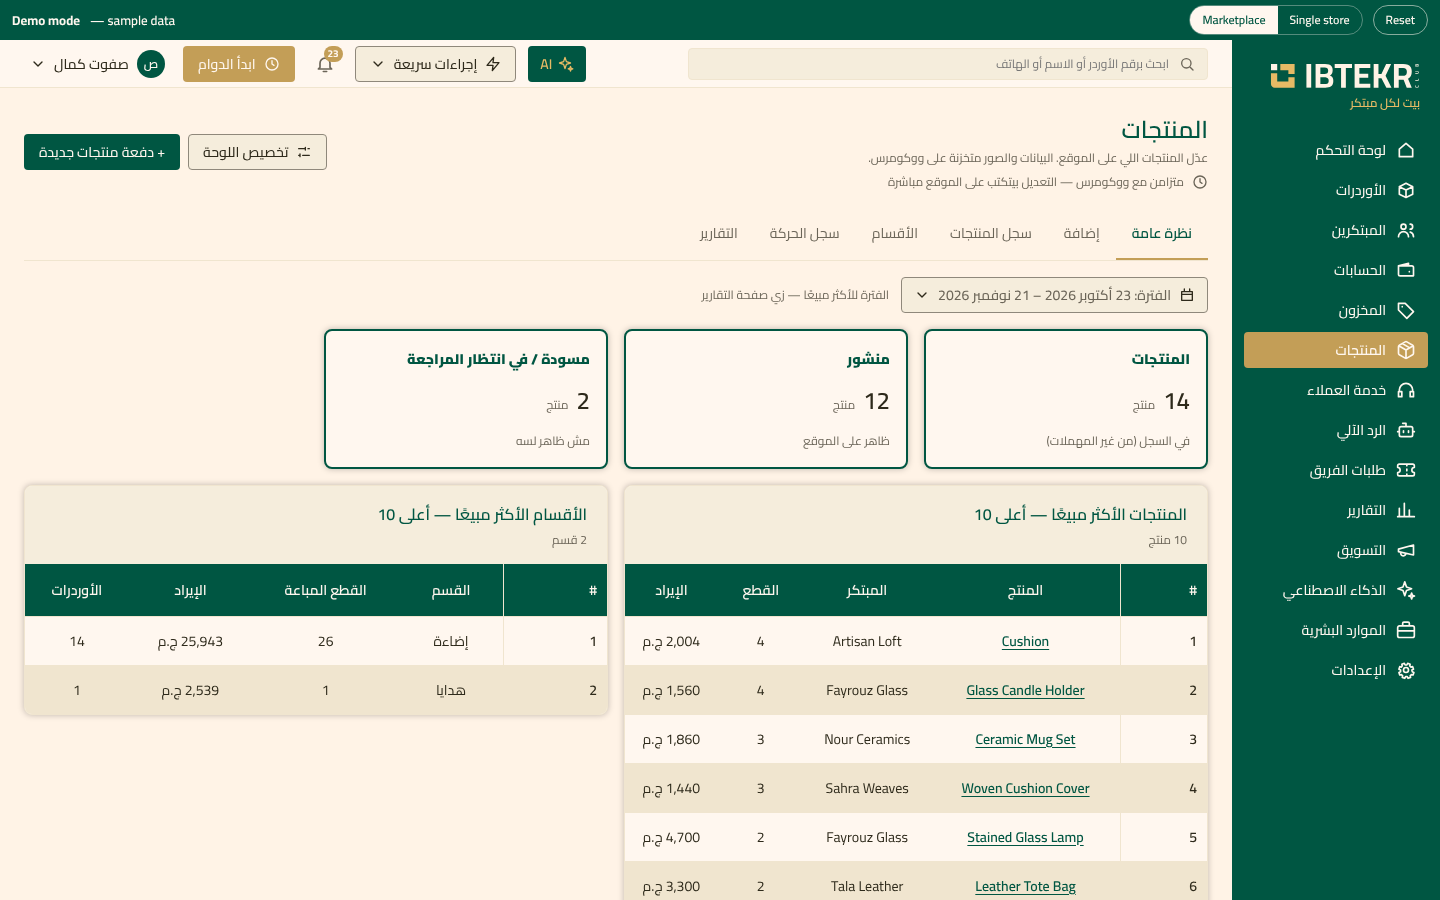 Demo mode — sample data
Marketplace
Single store
Reset
IBTEKR CLUB
بيت لكل مبتكر
لوحة التحكم
الأوردرات
المبتكرين
الحسابات
المخزون
المنتجات
خدمة العملاء
الرد الآلي
طلبات الفريق
التقارير
التسويق
الذكاء الاصطناعي
الموارد البشرية
الإعدادات
ابحث برقم الأوردر أو الاسم أو الهاتف
AI
إجراءات سريعة
23
ابدأ الدوام
ص
صفوت كمال
المنتجات
عدّل المنتجات اللي على الموقع. البيانات والصور متخزنة على ووكومرس.
متزامن مع ووكومرس — التعديل بيتكتب على الموقع مباشرة
تخصيص اللوحة
+ دفعة منتجات جديدة
نظرة عامة
إضافة
سجل المنتجات
الأقسام
سجل الحركة
التقارير
الفترة: 23 أكتوبر 2026 – 21 نوفمبر 2026
الفترة للأكثر مبيعًا — زي صفحة التقارير
المنتجات
14 منتج
في السجل (من غير المهملات)
منشور
12 منتج
ظاهر على الموقع
مسودة / في انتظار المراجعة
2 منتج
مش ظاهر لسه
المنتجات الأكثر مبيعًا — أعلى 10
10 منتج
# المنتج المبتكر القطع الإيراد
1 Cushion Artisan Loft 4 2,004 ج.م
2 Glass Candle Holder Fayrouz Glass 4 1,560 ج.م
3 Ceramic Mug Set Nour Ceramics 3 1,860 ج.م
4 Woven Cushion Cover Sahra Weaves 3 1,440 ج.م
5 Stained Glass Lamp Fayrouz Glass 2 4,700 ج.م
6 Leather Tote Bag Tala Leather 2 3,300 ج.م
الأقسام الأكثر مبيعًا — أعلى 10
2 قسم
# القسم القطع المباعة الإيراد الأوردرات
1 إضاءة 26 25,943 ج.م 14
2 هدايا 1 2,539 ج.م 1